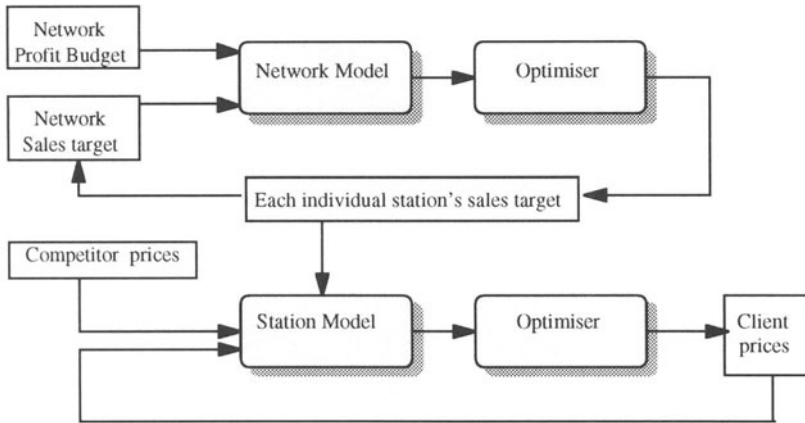 Network
Profit Budget
Network Model
Optimiser
Network
Sales target
Each individual station's sales target
Competitor prices
Station Model
Optimiser
Client
prices